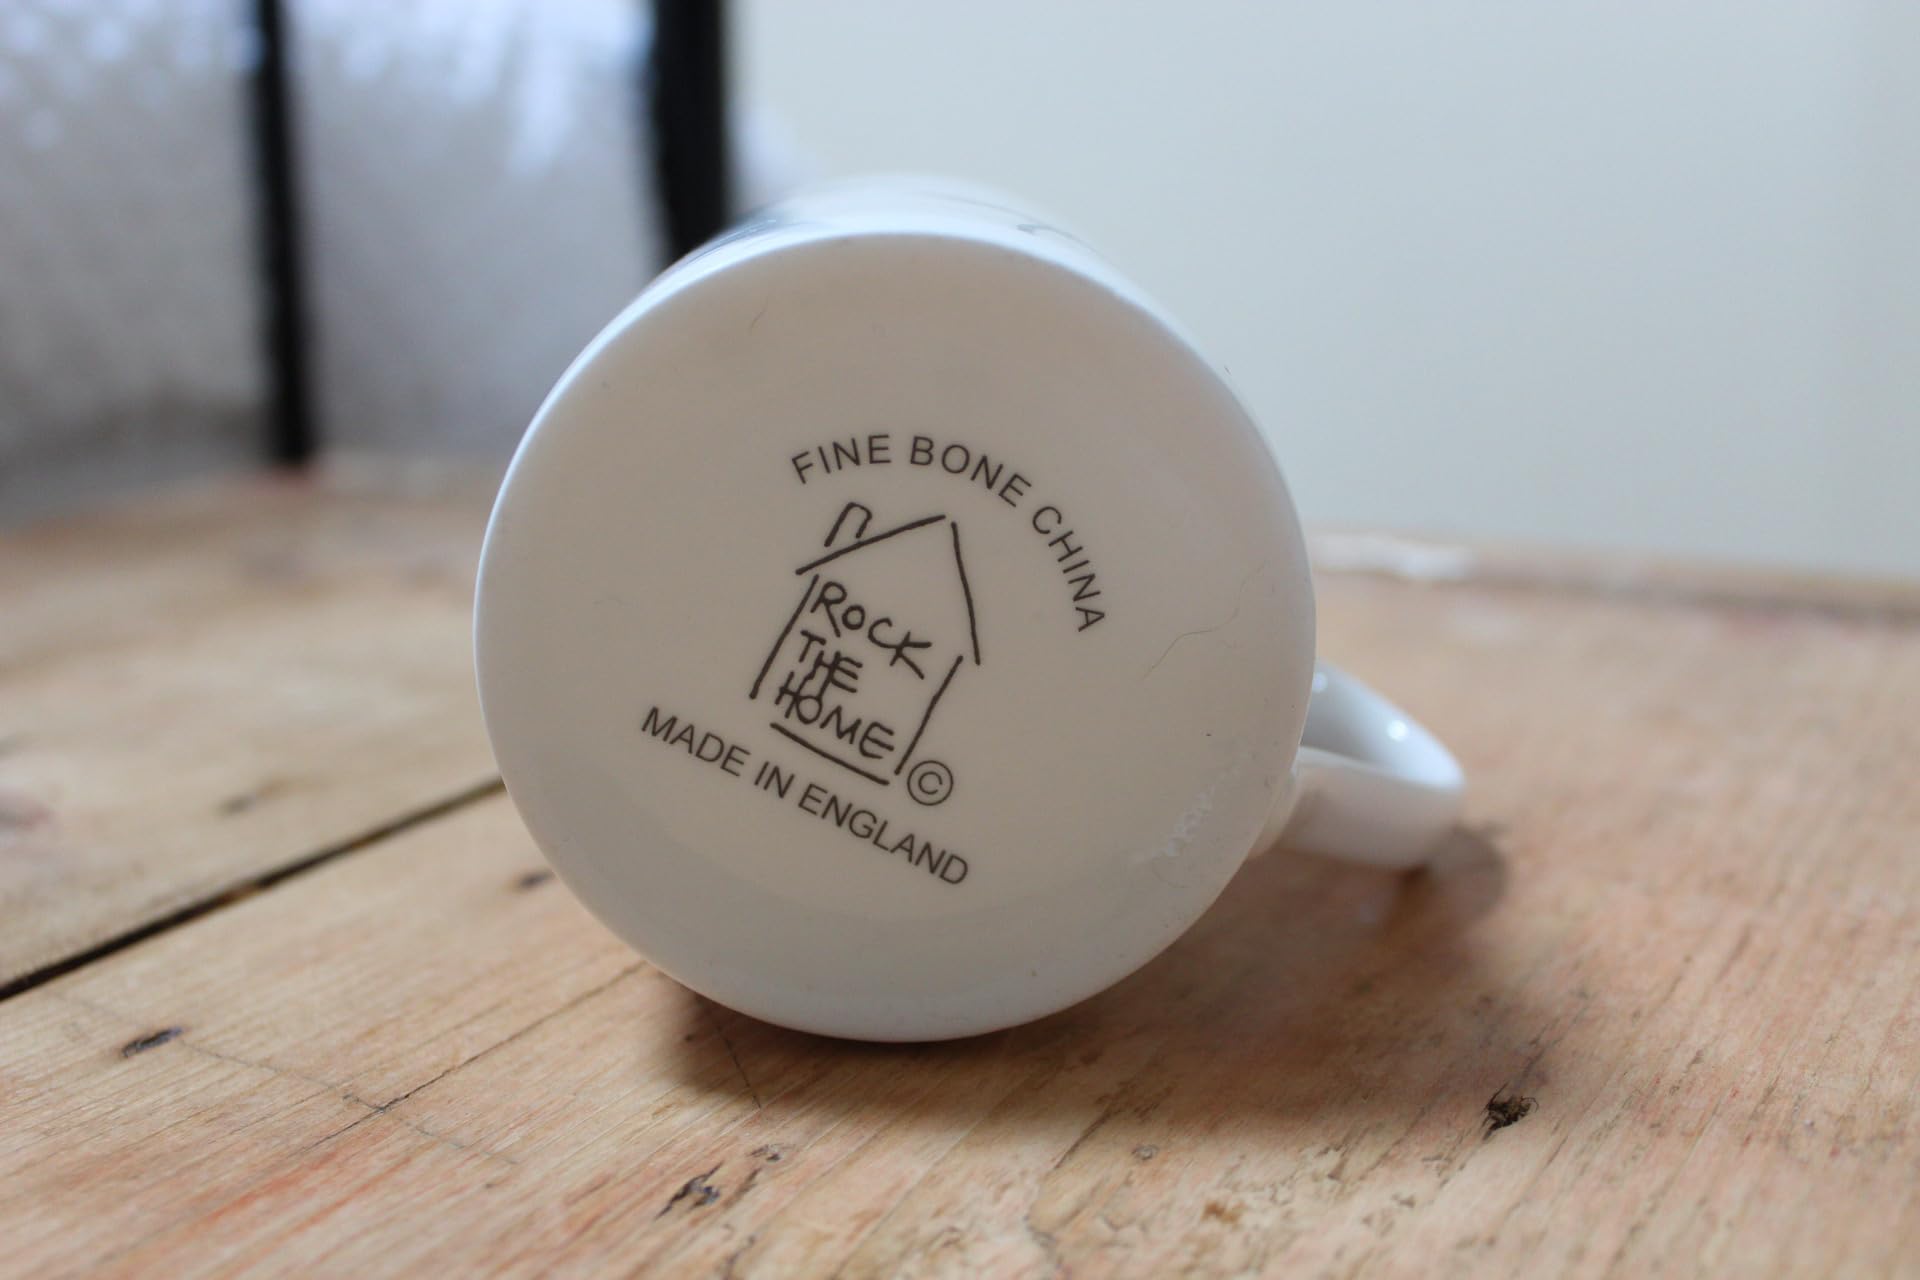 FINE BONE CHINA
ROCK
THE
HOME
©
MADE IN ENGLAND